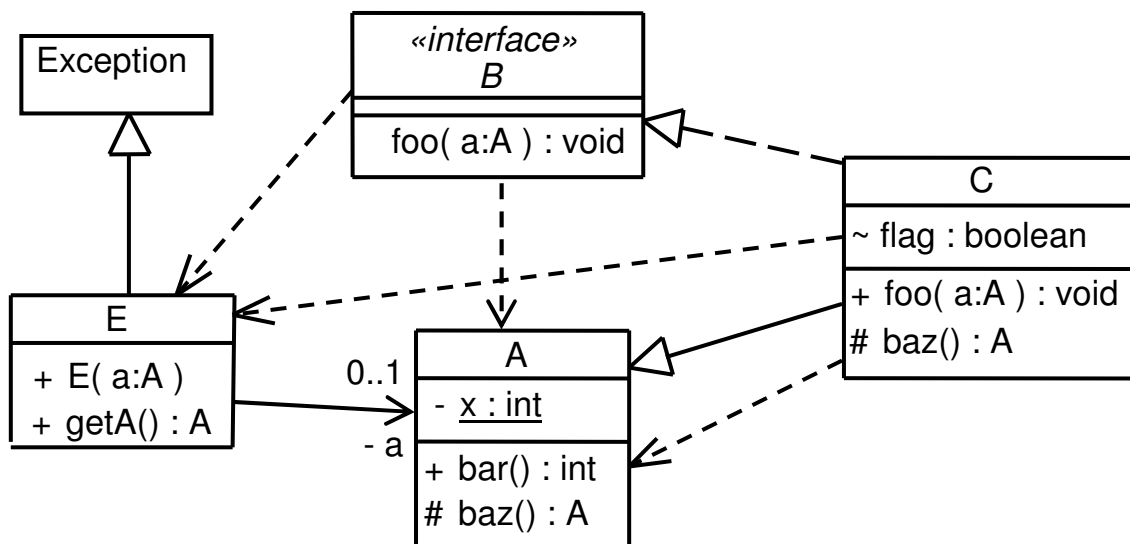 Exception
«interface»
B
foo( a:A ) : void
C
~ flag : boolean
+ foo( a:A ) : void
# baz() : A
E
+ E( a:A )
+ getA() : A
0..1
- a
A
- x : int
+ bar() : int
# baz() : A